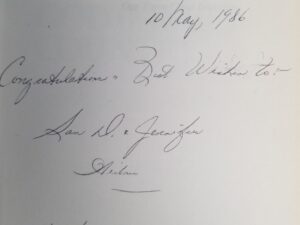 10 May, 1986
Congratulations & Best Wishes to:-
D. & Jennifer